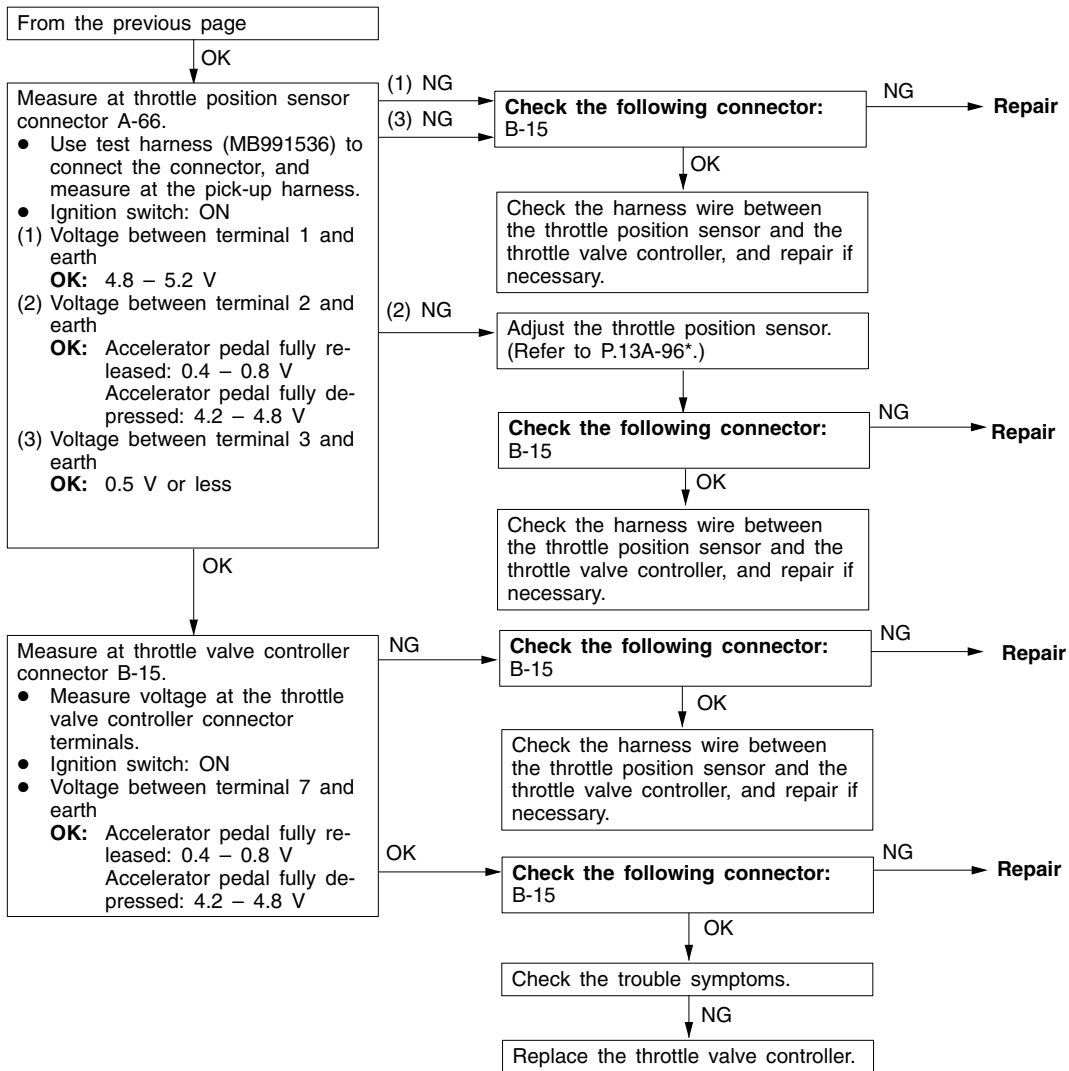 From the previous page
OK
Measure at throttle position sensor
connector A-66.
● Use test harness (MB991536) to
connect the connector, and
measure at the pick-up harness.
● Ignition switch: ON
(1) Voltage between terminal 1 and
earth
OK: 4.8 – 5.2 V
(2) Voltage between terminal 2 and
earth
OK: Accelerator pedal fully re-
leased: 0.4 – 0.8 V
Accelerator pedal fully de-
pressed: 4.2 – 4.8 V
(3) Voltage between terminal 3 and
earth
OK: 0.5 V or less
(1) NG
(3) NG
Check the following connector:
B-15
NG
Repair
OK
Check the harness wire between
the throttle position sensor and the
throttle valve controller, and repair if
necessary.
(2) NG
Adjust the throttle position sensor.
(Refer to P.13A-96*.)
Check the following connector:
B-15
NG
Repair
OK
Check the harness wire between
the throttle position sensor and the
throttle valve controller, and repair if
necessary.
OK
Measure at throttle valve controller
connector B-15.
● Measure voltage at the throttle
valve controller connector
terminals.
● Ignition switch: ON
● Voltage between terminal 7 and
earth
OK: Accelerator pedal fully re-
leased: 0.4 – 0.8 V
Accelerator pedal fully de-
pressed: 4.2 – 4.8 V
NG
Check the following connector:
B-15
NG
Repair
OK
Check the harness wire between
the throttle position sensor and the
throttle valve controller, and repair if
necessary.
OK
Check the following connector:
B-15
NG
Repair
OK
Check the trouble symptoms.
NG
Replace the throttle valve controller.